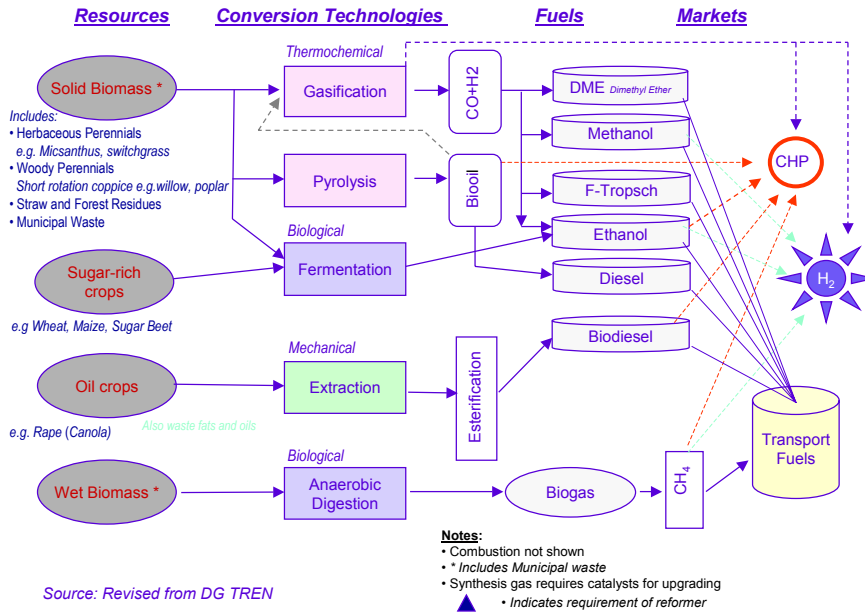 Resources Conversion Technologies Fuels Markets
Thermochemical
Solid Biomass *
Gasification
CO+H2
DME Dimethyl Ether
Methanol
CHP
Includes:
• Herbaceous Perennials
e.g. Micsanthus, switchgrass
• Woody Perennials
Short rotation coppice e.g.willow, poplar
• Straw and Forest Residues
• Municipal Waste
Pyrolysis
Biooil
F-Tropsch
Ethanol
Biological
Fermentation
Diesel
H2
Sugar-rich
crops
e.g Wheat, Maize, Sugar Beet
Biodiesel
Mechanical
Oil crops
Extraction
Esterification
e.g. Rape (Canola)
Also waste fats and oils
Transport
Fuels
Biological
Wet Biomass *
Anaerobic
Digestion
Biogas
CH4
Notes:
• Combustion not shown
• * Includes Municipal waste
• Synthesis gas requires catalysts for upgrading
• Indicates requirement of reformer
Source: Revised from DG TREN